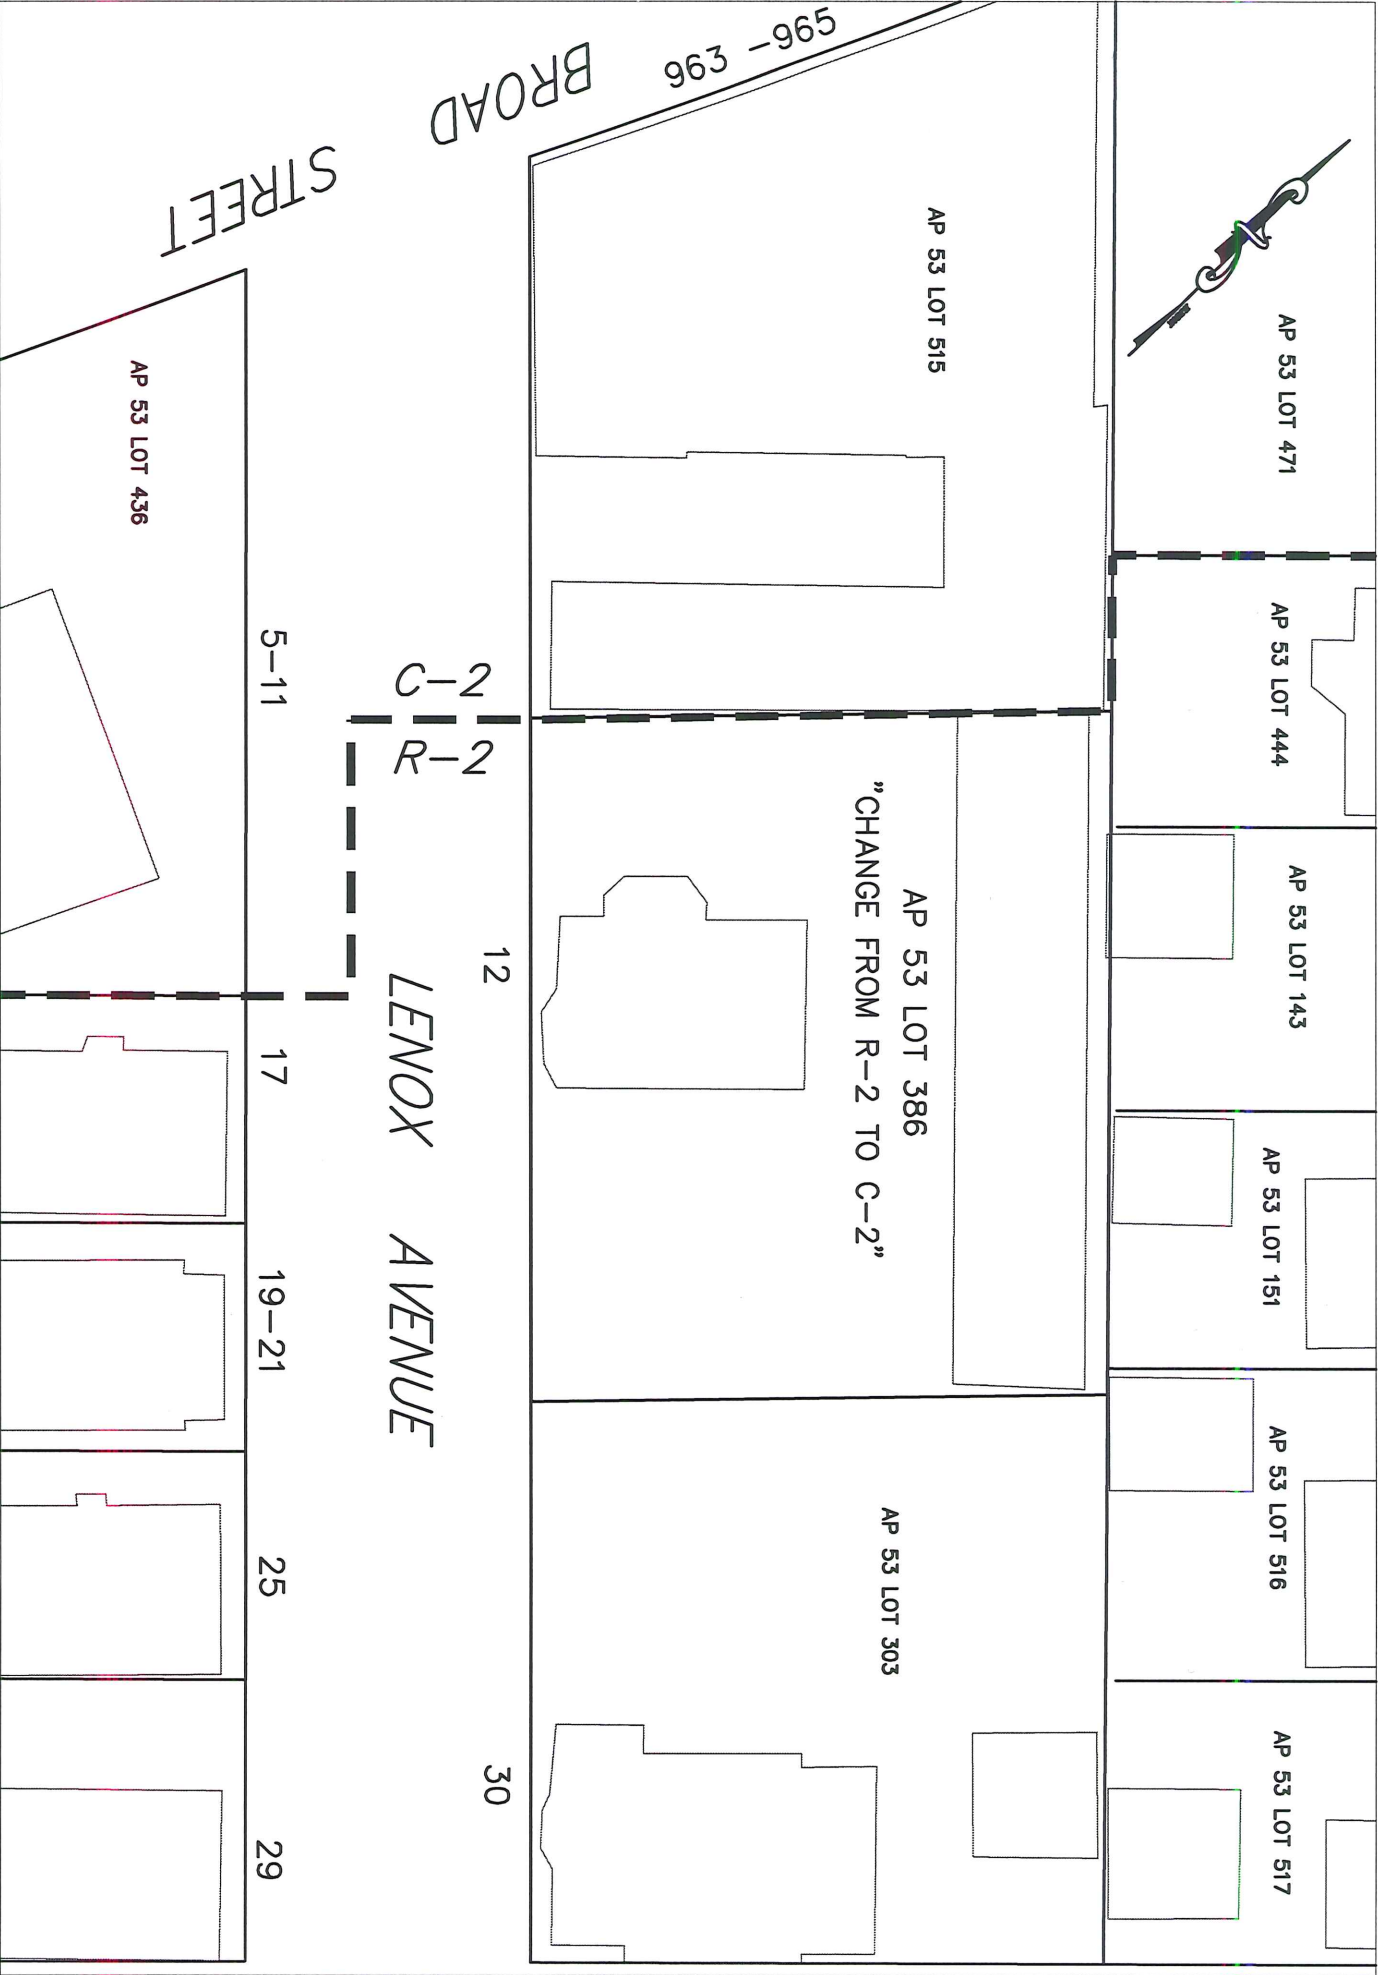 AP 53 LOT 471
AP 53 LOT 444
AP 53 LOT 143
AP 53 LOT 151
AP 53 LOT 516
AP 53 LOT 517
963 -965
BROAD
STREET
AP 53 LOT 515
AP 53 LOT 386
"CHANGE FROM R-2 TO C-2"
AP 53 LOT 303
12
30
C-2
R-2
LENOX AVENUE
5-11
17
19-21
25
29
AP 53 LOT 436